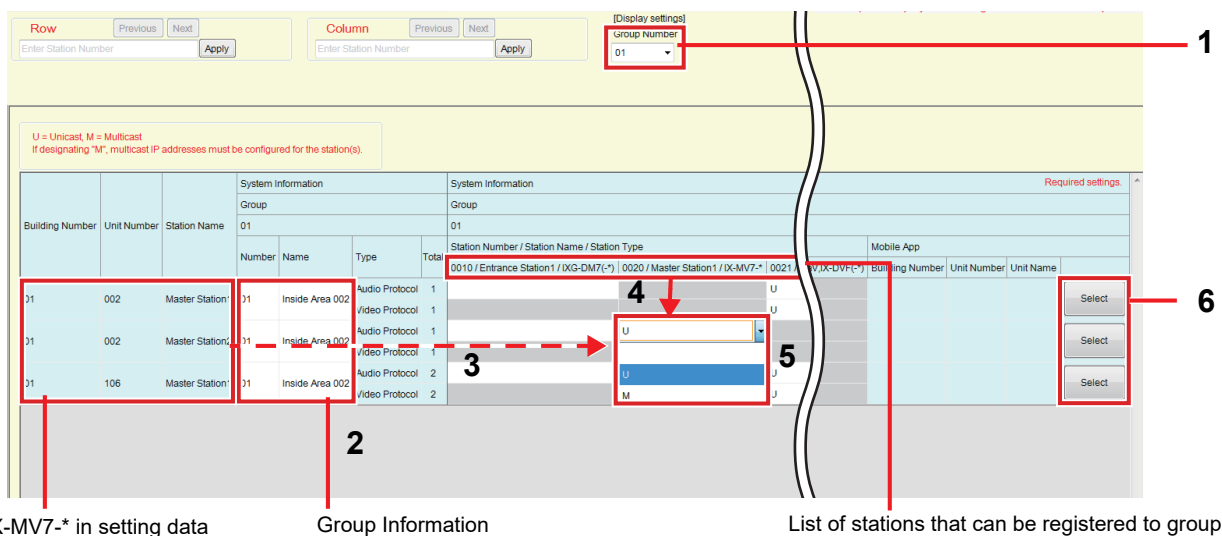 [Display settings]
Row Previous Next
Column Previous Next
Group Number
Enter Station Number Apply
Enter Station Number Apply
01
1
U = Unicast, M = Multicast
If designating "M", multicast IP addresses must be configured for the station(s).
System Information
System Information Required settings.
Group
Group
Building Number Unit Number Station Name 01
01
Number Name Type Total
Station Number / Station Name / Station Type
Mobile App
0010 / Entrance Station1 / IXG-DM7(-*) 0020 / Master Station1 / IX-MV7-* 0021 / IX-DVF(-*) Building Number Unit Number Unit Name
01 002 Master Station1 01 Inside Area 002 Audio Protocol 1 U Select
Video Protocol 1 U
4
6
01 002 Master Station2 01 Inside Area 002 Audio Protocol 1 U Select
Video Protocol 1
3
5
01 106 Master Station1 01 Inside Area 002 Audio Protocol 2 U U Select
Video Protocol 2 M U
2
X-MV7-* in setting data
Group Information
List of stations that can be registered to group